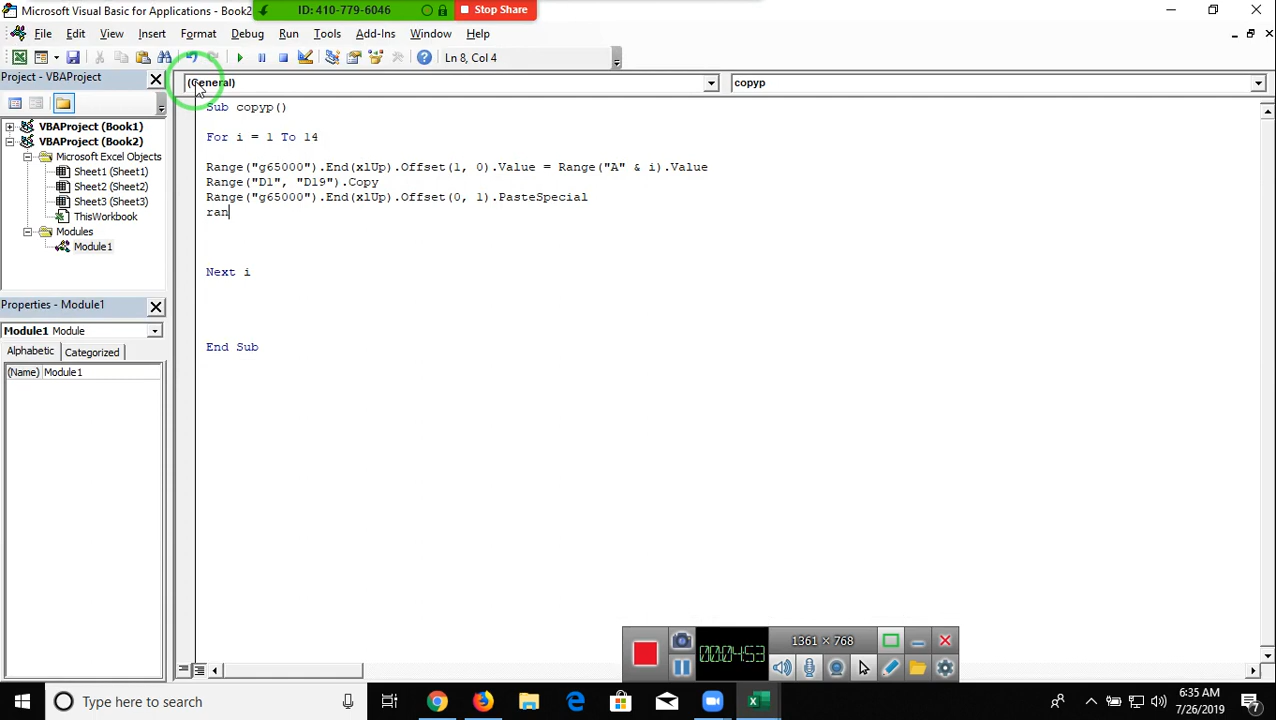 Microsoft Visual Basic for Applications - Book2
ID: 410-779-6046
Stop Share
File Edit View Insert Format Debug Run Tools Add-Ins Window Help
Ln 8, Col 4
Project - VBAProject
(General)
copyp
VBAProject (Book1)
VBAProject (Book2)
Microsoft Excel Objects
Sheet1 (Sheet1)
Sheet2 (Sheet2)
Sheet3 (Sheet3)
ThisWorkbook
Modules
Module1
Sub copyp()
For i = 1 To 14
Range("g65000").End(xlUp).Offset(1, 0).Value = Range("A" & i).Value
Range("D1", "D19").Copy
Range("g65000").End(xlUp).Offset(0, 1).PasteSpecial
ran
Next i
End Sub
Properties - Module1
Module1 Module
Alphabetic Categorized
(Name) Module1
00:04:53
1361 × 768
Type here to search
6:35 AM
7/26/2019
7